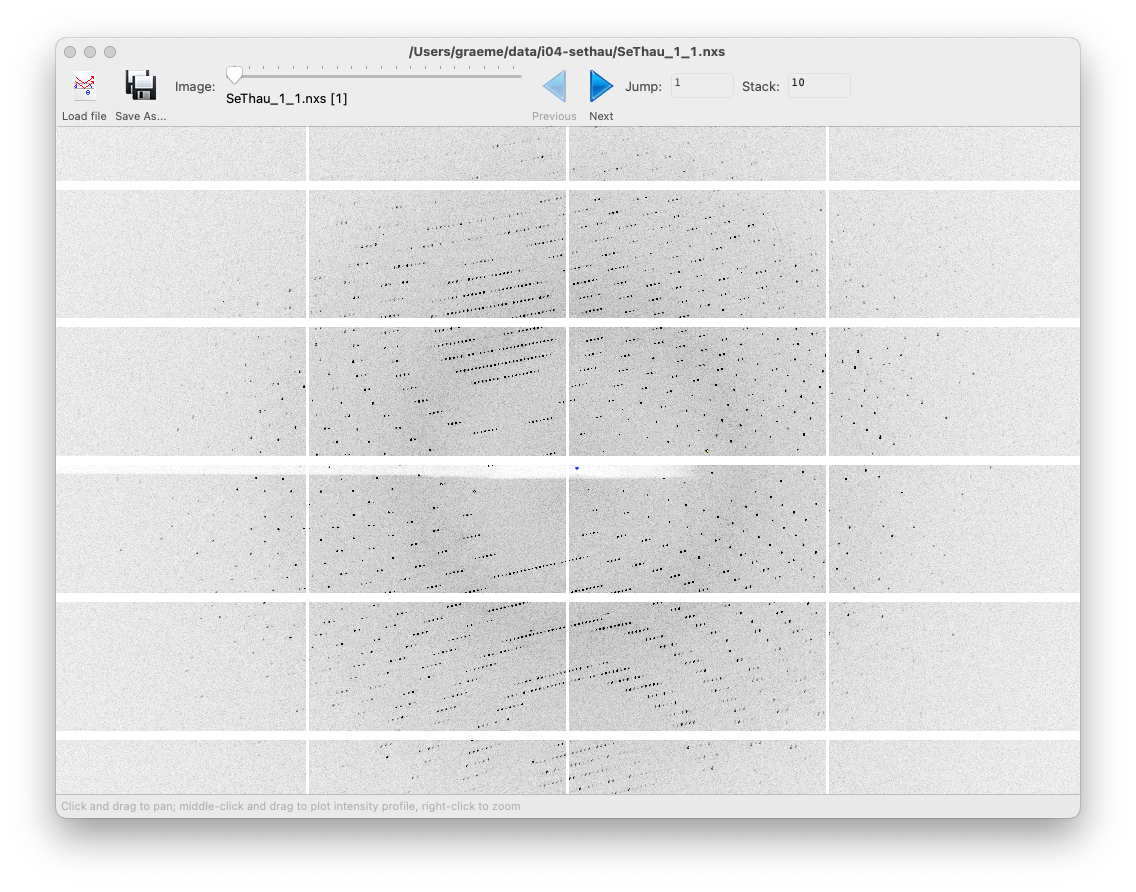 /Users/graeme/data/i04-sethau/SeThau_1_1.nxs
Image:
SeThau_1_1.nxs [1]
Jump: 1
Stack: 10
Load file
Save As...
Previous
Next
Click and drag to pan; middle-click and drag to plot intensity profile, right-click to zoom